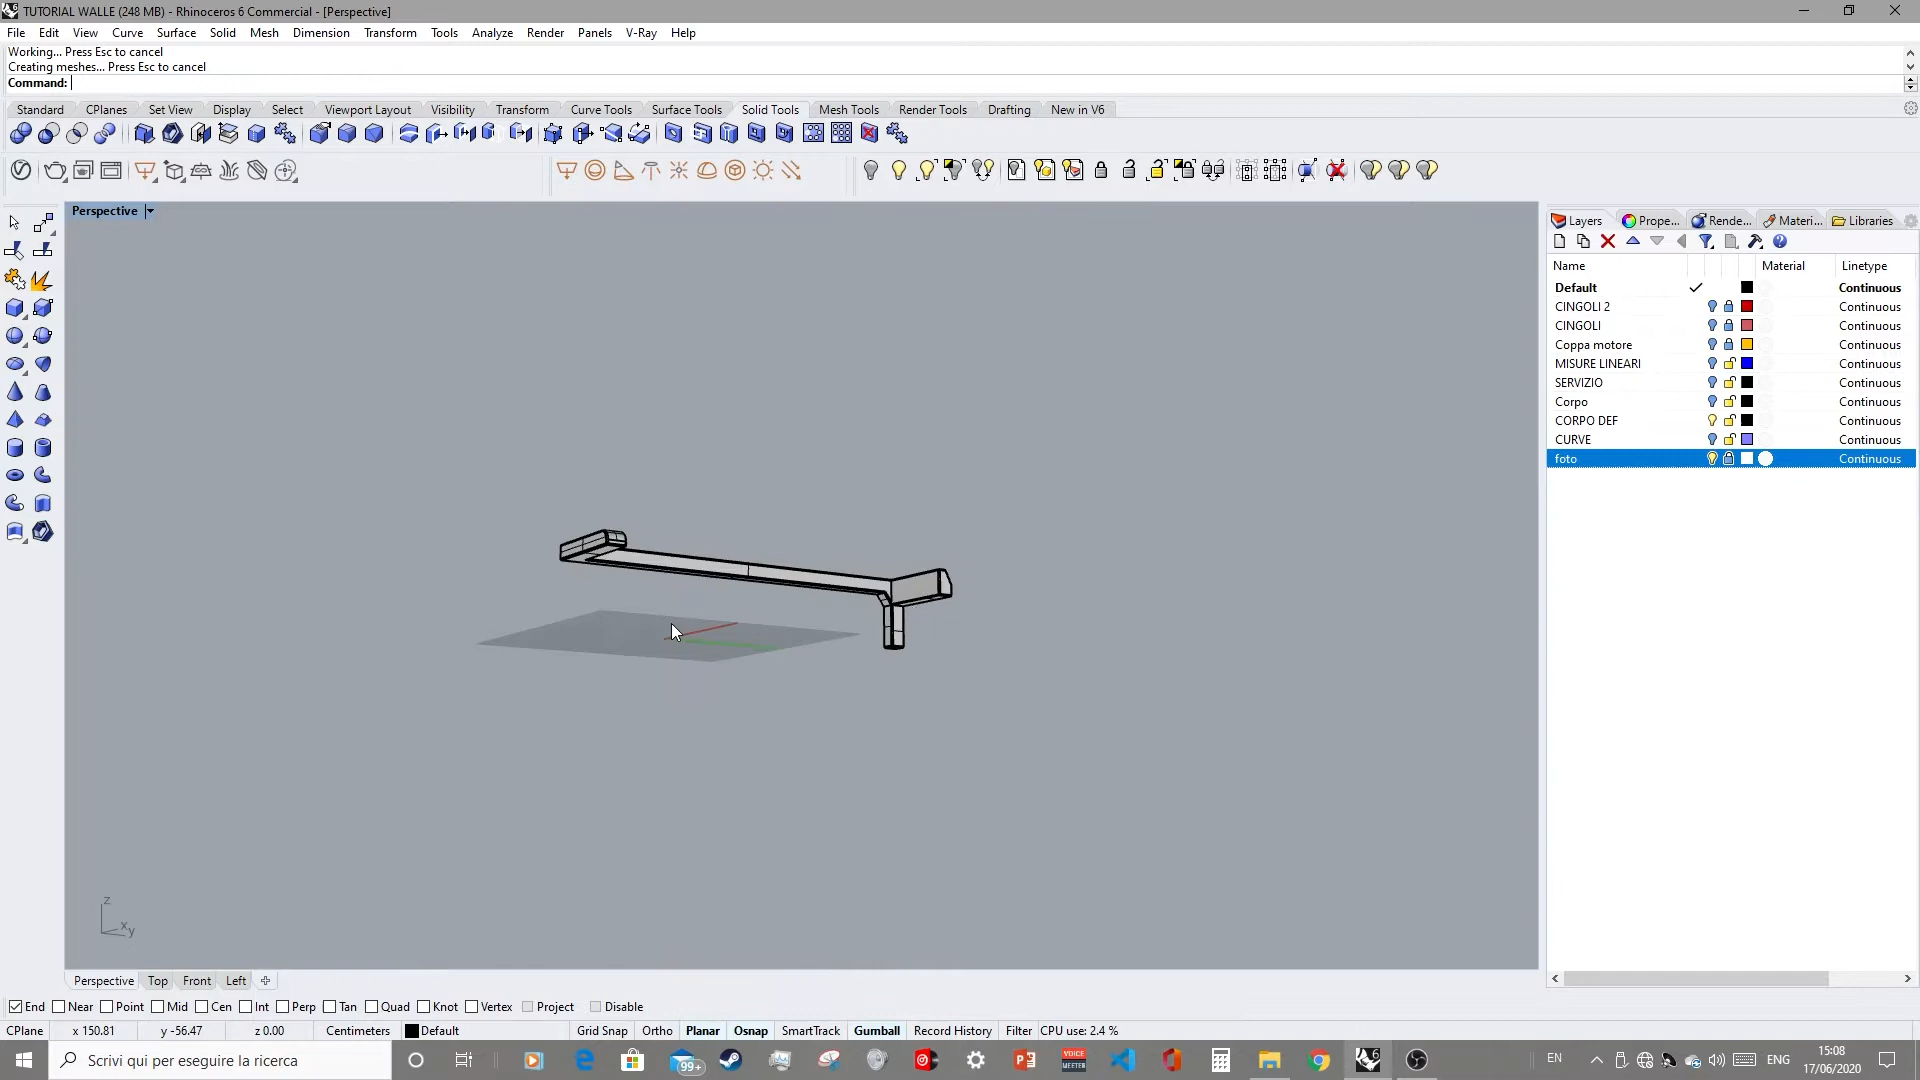 TUTORIAL WALLE (248 MB) - Rhinoceros 6 Commercial - [Perspective]
File Edit View Curve Surface Solid Mesh Dimension Transform Tools Analyze Render Panels V-Ray Help
Working... Press Esc to cancel
Creating meshes... Press Esc to cancel
Command:
Standard CPlanes Set View Display Select Viewport Layout Visibility Transform Curve Tools Surface Tools Solid Tools Mesh Tools Render Tools Drafting New in V6
Perspective
Layers Prope... Rende... Materi... Libraries
Name Material Linetype
Default Continuous
CINGOLI 2 Continuous
CINGOLI Continuous
Coppa motore Continuous
MISURE LINEARI Continuous
SERVIZIO Continuous
Corpo Continuous
CORPO DEF Continuous
CURVE Continuous
foto Continuous
z
x
y
Perspective Top Front Left
End Near Point Mid Cen Int Perp Tan Quad Knot Vertex Project Disable
CPlane x 150.81 y -56.47 z 0.00 Centimeters Default Grid Snap Ortho Planar Osnap SmartTrack Gumball Record History Filter CPU use: 2.4 %
Scrivi qui per eseguire la ricerca 99+ VOICE MEETER EN ENG 15:08
17/06/2020